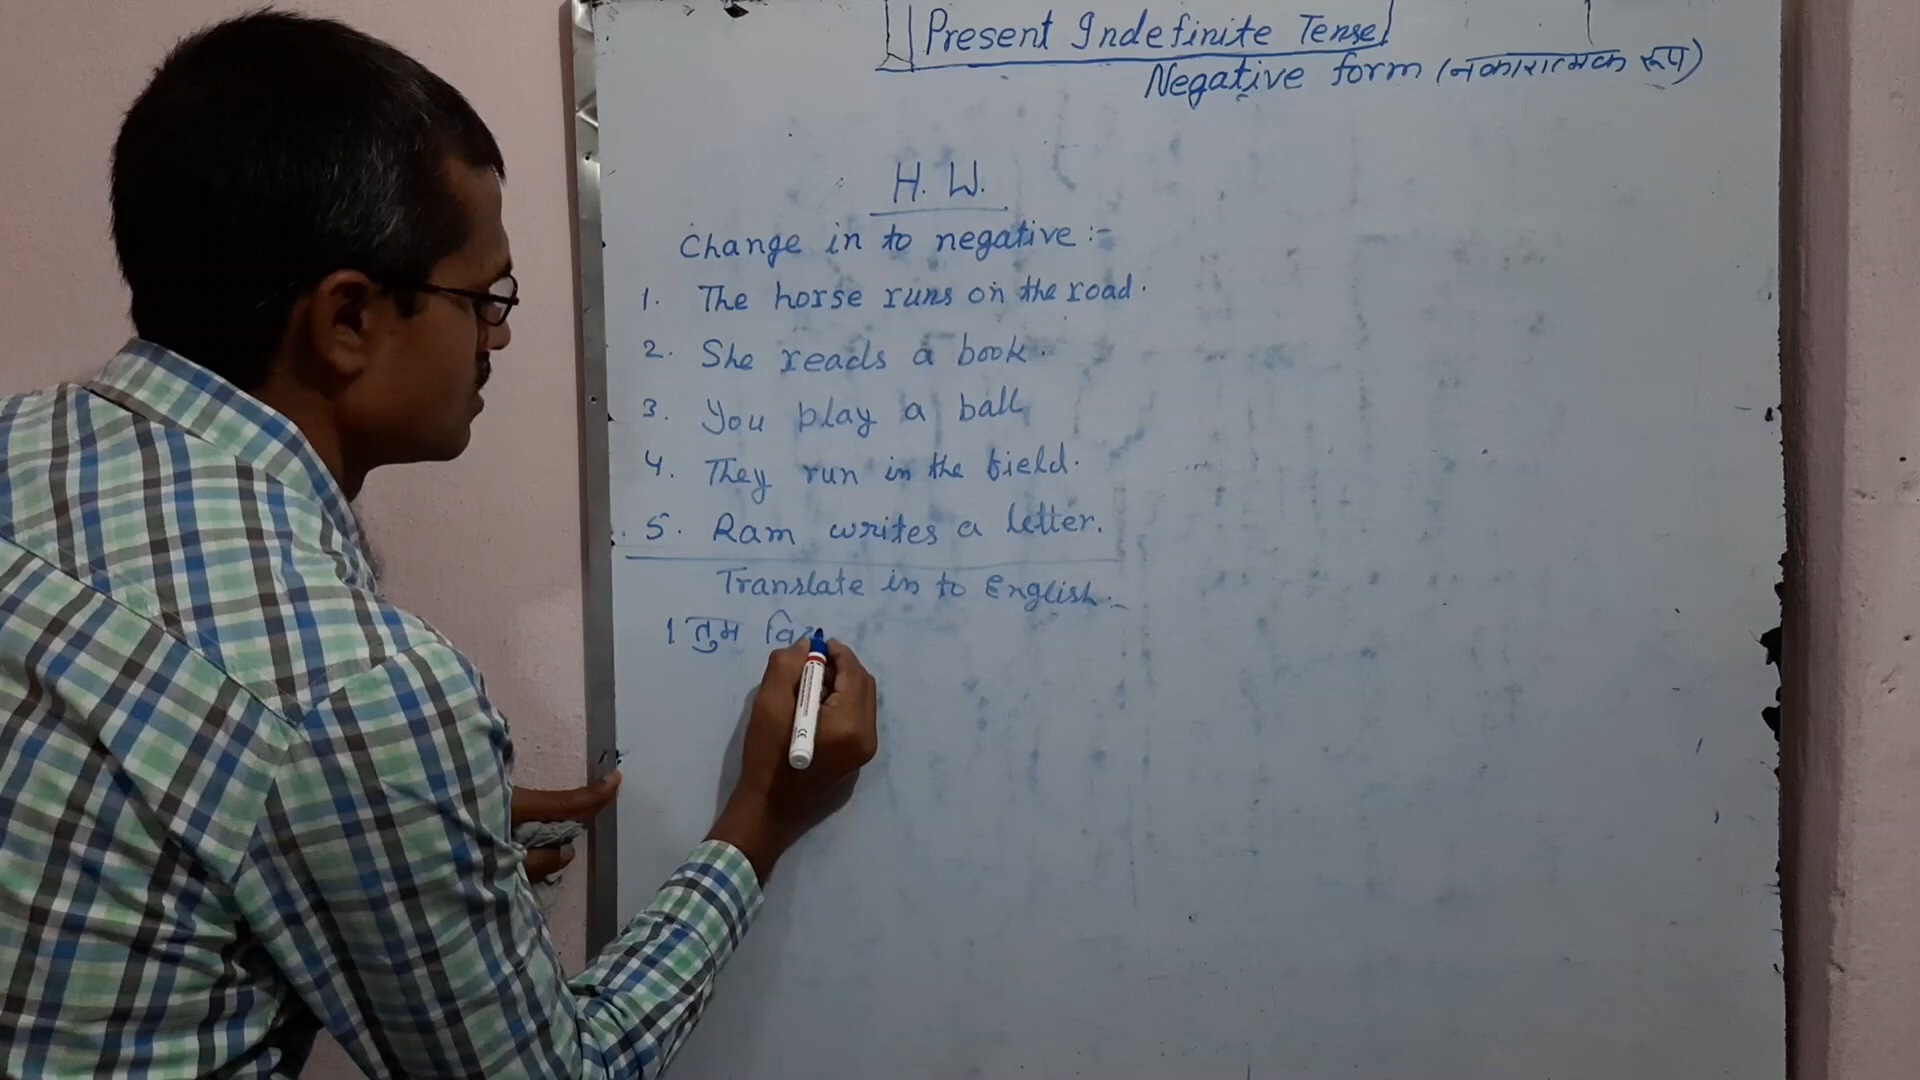 Present Indefinite Tense
Negative form (नकारात्मक रूप)
H. W.
Change in to negative :-
1. The horse runs on the road.
2. She reads a book.
3. You play a ball
4. They run in the field.
5. Ram writes a letter.
Translate in to English:-
1 तुम